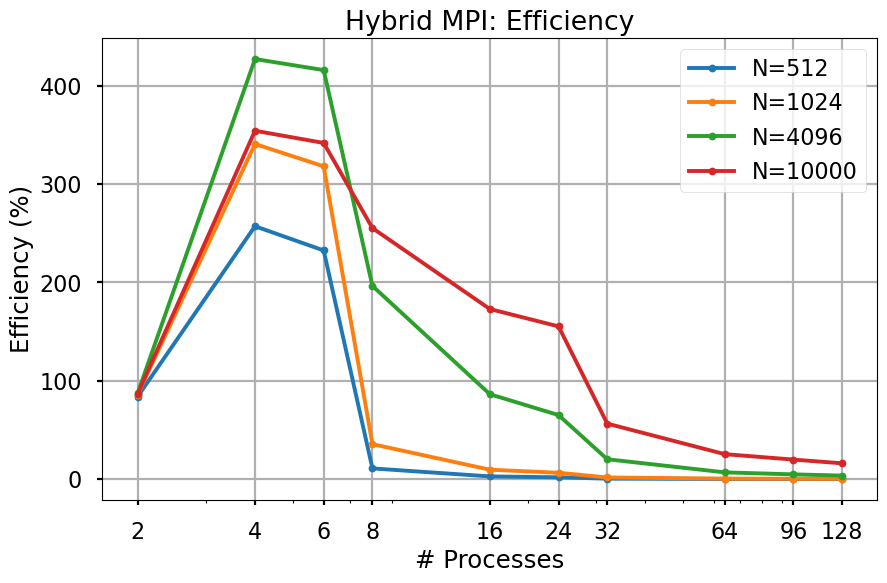 Hybrid MPI: Efficiency
Efficiency (%)
400
300
200
100
0
N=512
N=1024
N=4096
N=10000
2 4 6 8 16 24 32 64 96 128
# Processes